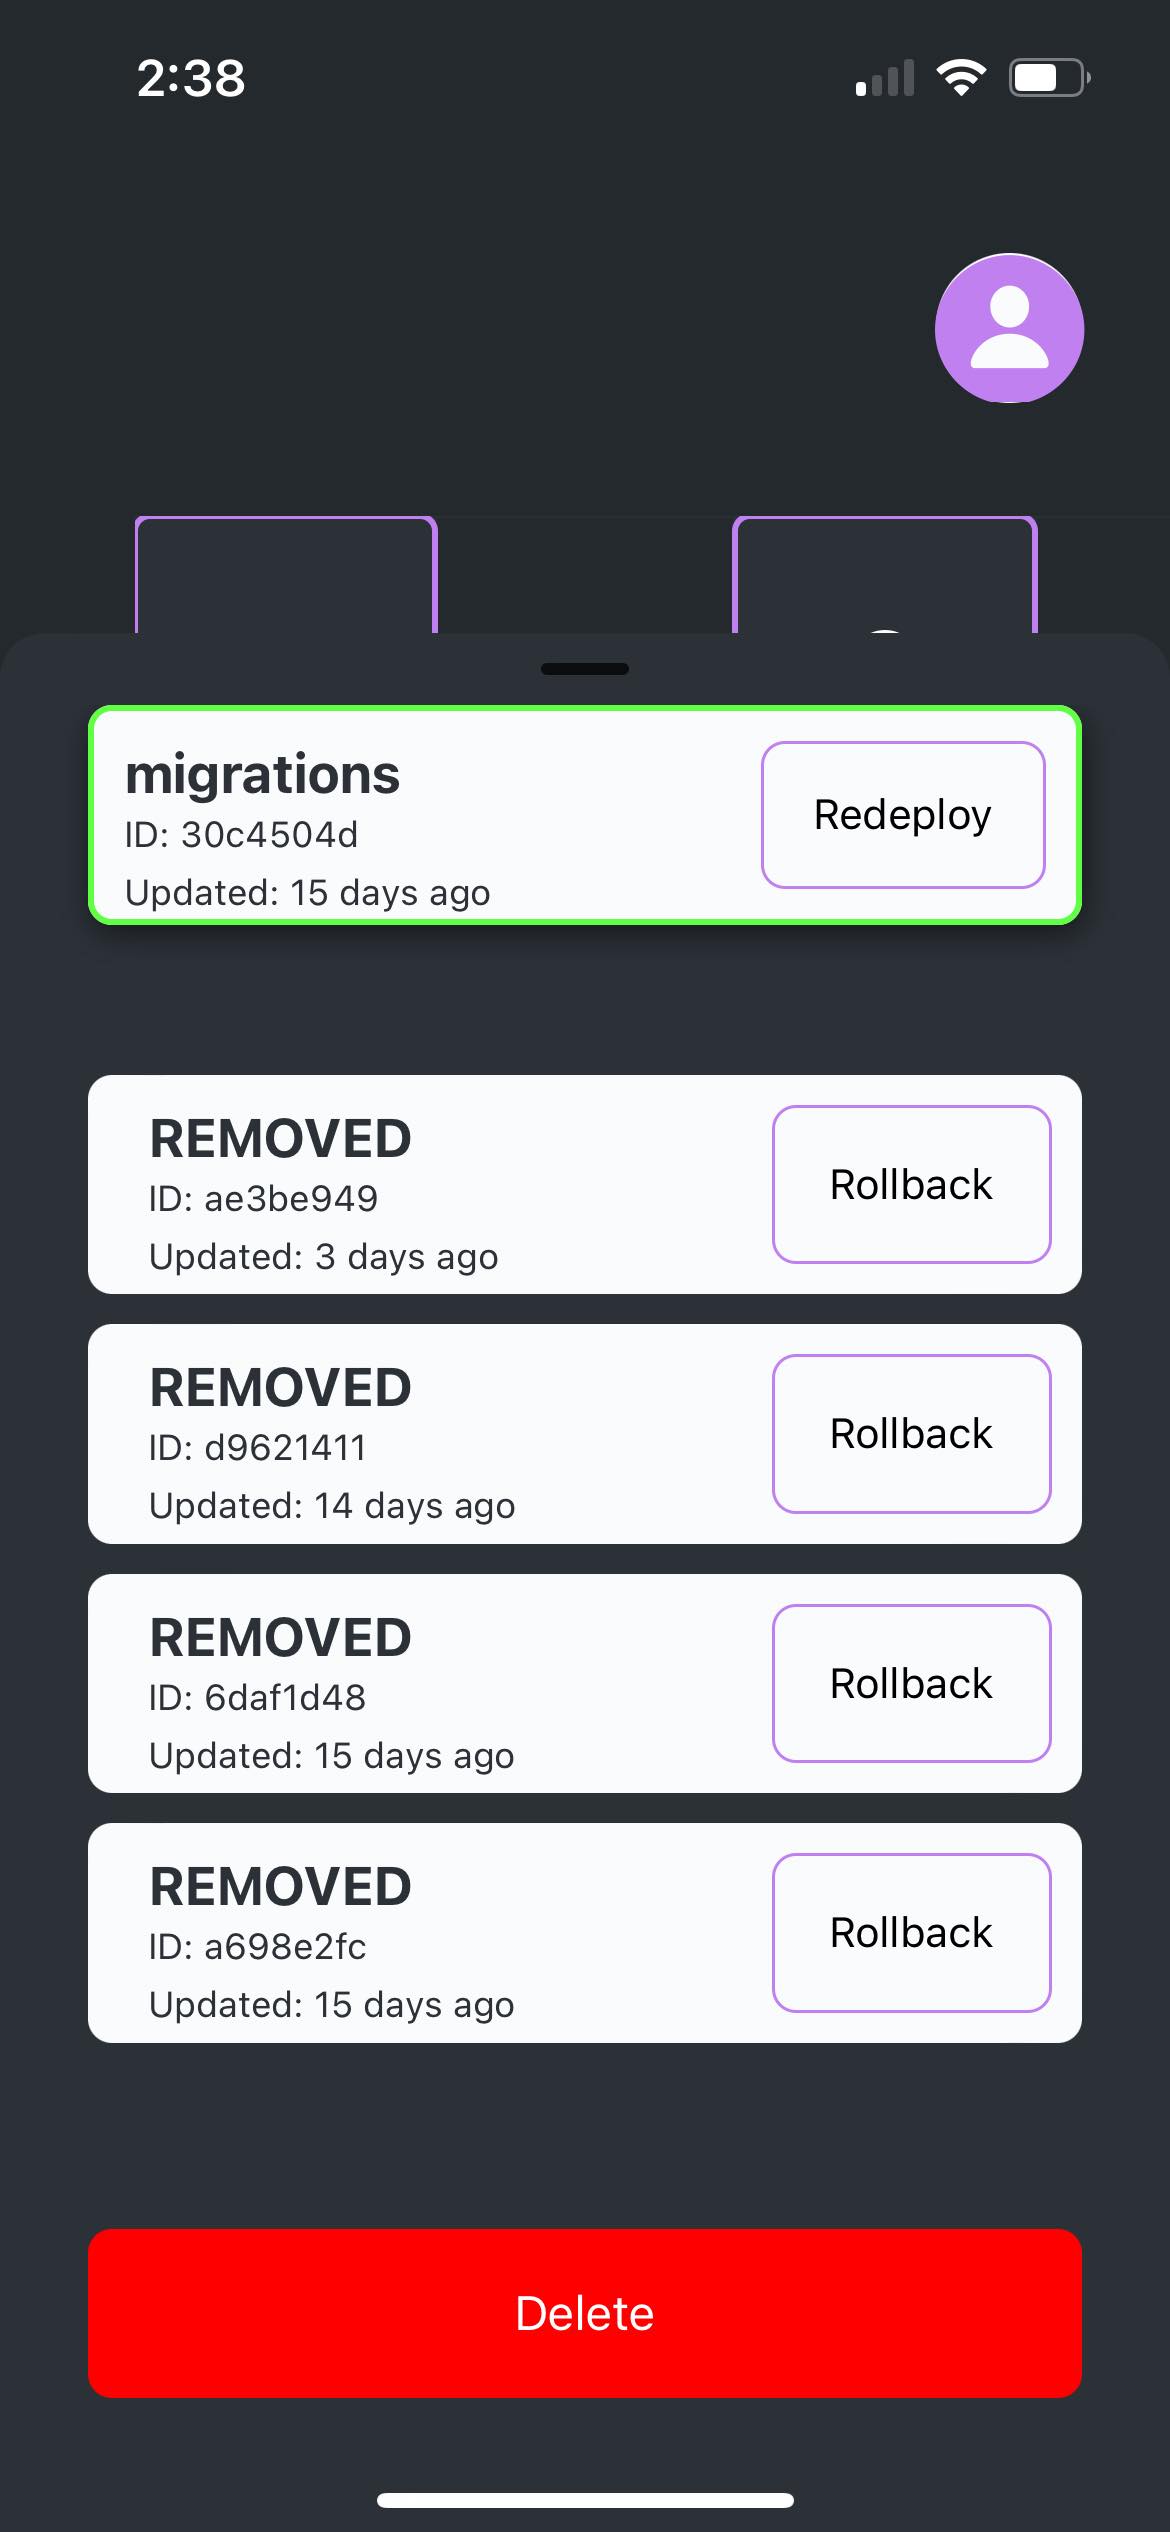 2:38
migrations
ID: 30c4504d
Updated: 15 days ago
Redeploy
REMOVED
ID: ae3be949
Updated: 3 days ago
Rollback
REMOVED
ID: d9621411
Updated: 14 days ago
Rollback
REMOVED
ID: 6daf1d48
Updated: 15 days ago
Rollback
REMOVED
ID: a698e2fc
Updated: 15 days ago
Rollback
Delete